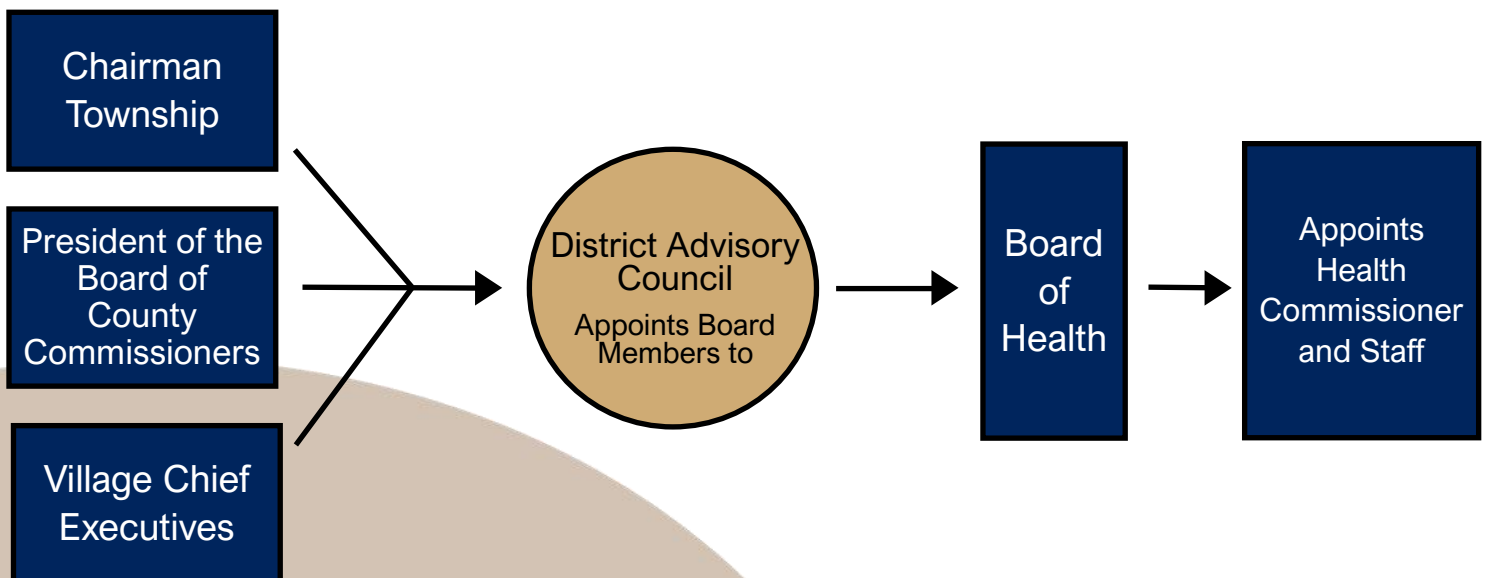 Chairman
Township
President of the
Board of
County
Commissioners
Village Chief
Executives
District Advisory
Council
Appoints Board
Members to
Board
of
Health
Appoints
Health
Commissioner
and Staff